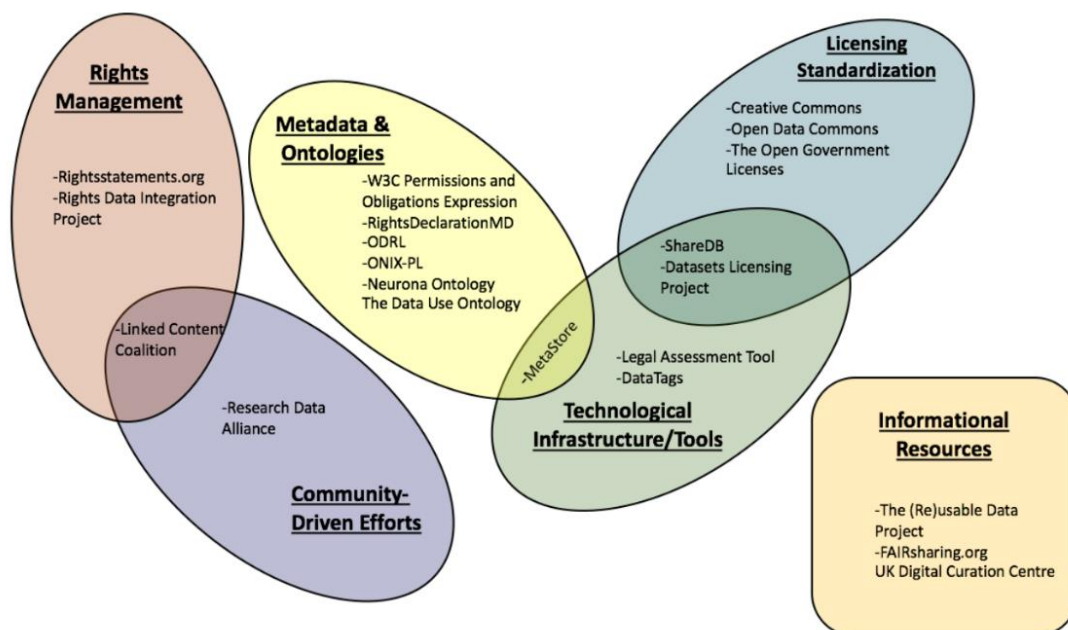 Rights
Management
-Rightsstatements.org
-Rights Data Integration
Project
-Linked Content
Coalition
-Research Data
Alliance
Community-
Driven Efforts
Metadata &
Ontologies
-W3C Permissions and
Obligations Expression
-RightsDeclarationMD
-ODRL
-ONIX-PL
-Neurona Ontology
The Data Use Ontology
-MetaStore
Licensing
Standardization
-Creative Commons
-Open Data Commons
-The Open Government
Licenses
-ShareDB
-Datasets Licensing
Project
-Legal Assessment Tool
-DataTags
Technological
Infrastructure/Tools
Informational
Resources
-The (Re)usable Data
Project
-FAIRsharing.org
UK Digital Curation Centre